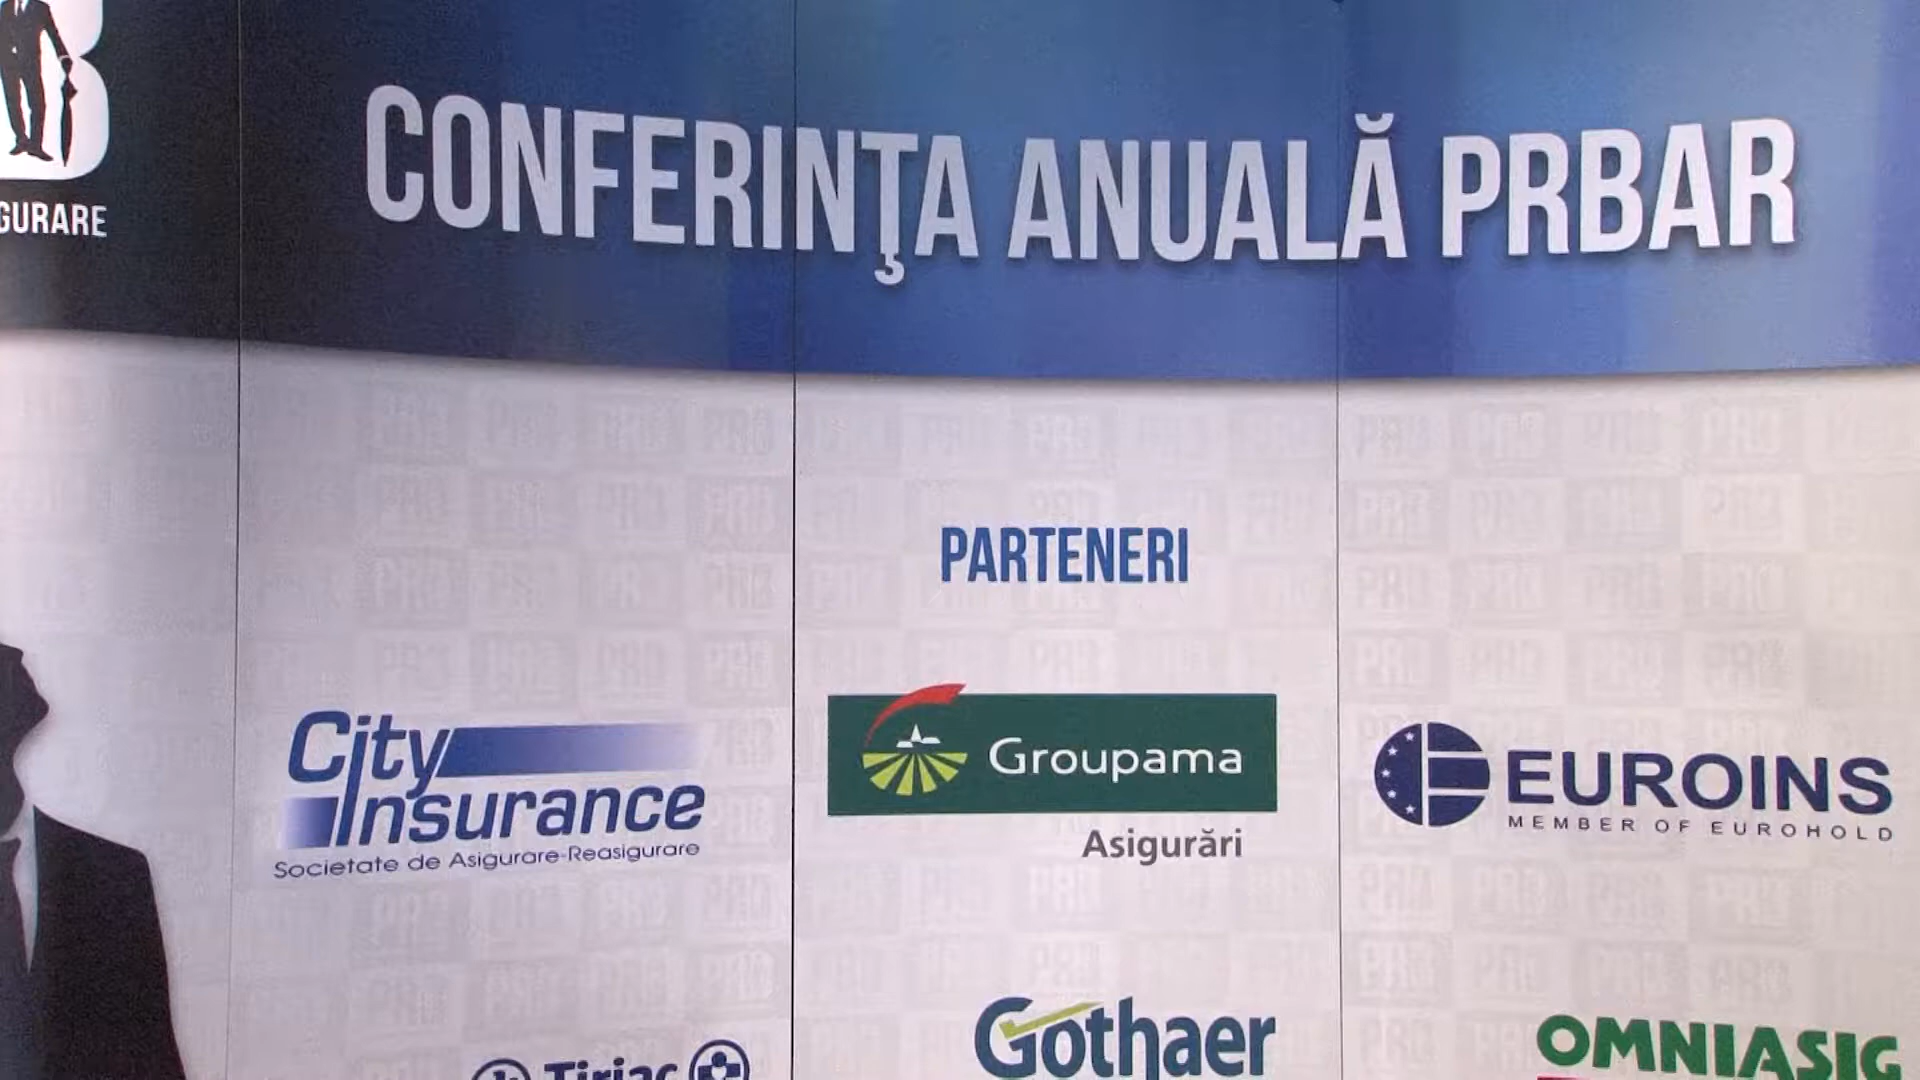 B
GURARE
CONFERINŢA ANUALĂ PRBAR
PARTENERI
City
Insurance
Societate de Asigurare-Reasigurare
Groupama
Asigurări
EUROINS
MEMBER OF EUROHOLD
Țiriac
Gothaer
OMNIASIG